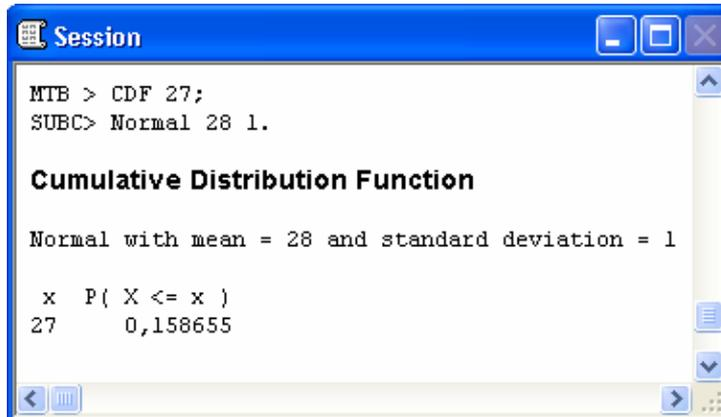 Session
MTB > CDF 27;
SUBC> Normal 28 1.
Cumulative Distribution Function
Normal with mean = 28 and standard deviation = 1
x P( X <= x )
27 0,158655